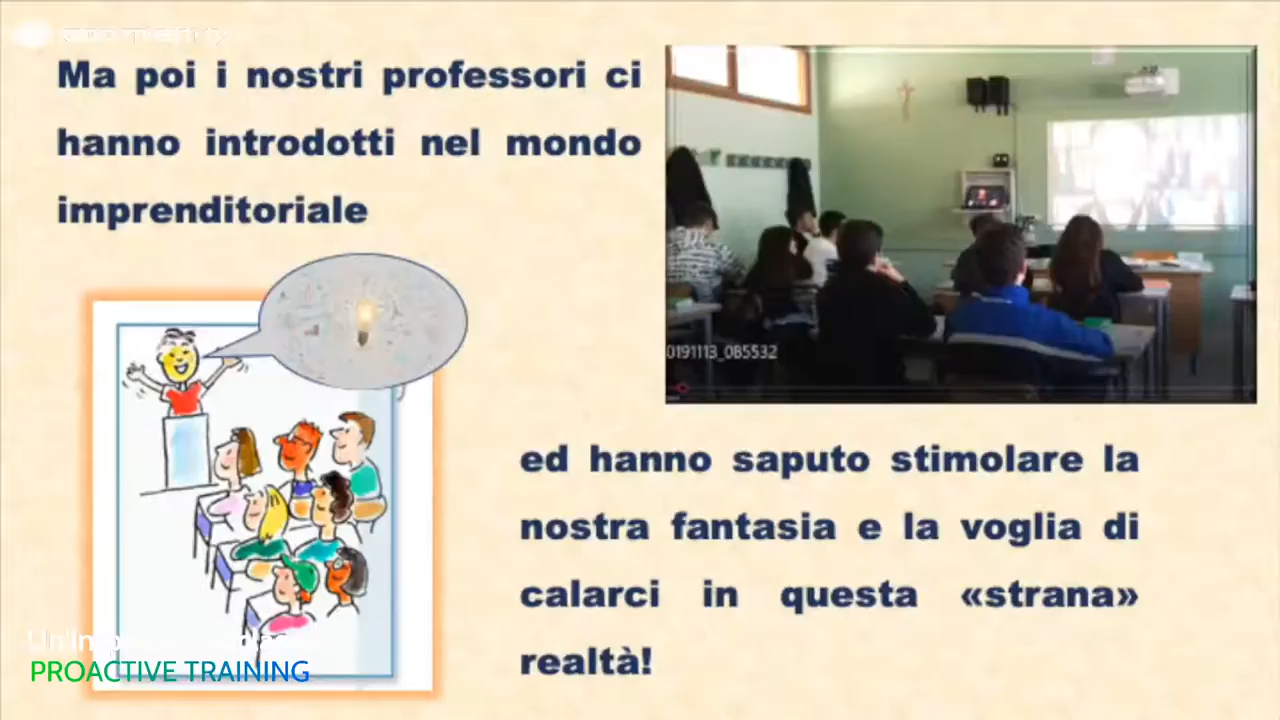 Ma poi i nostri professori ci
hanno introdotti nel mondo
imprenditoriale
0191113_085532
ed hanno saputo stimolare la
nostra fantasia e la voglia di
calarci in questa «strana»
realtà!
PROACTIVE TRAINING